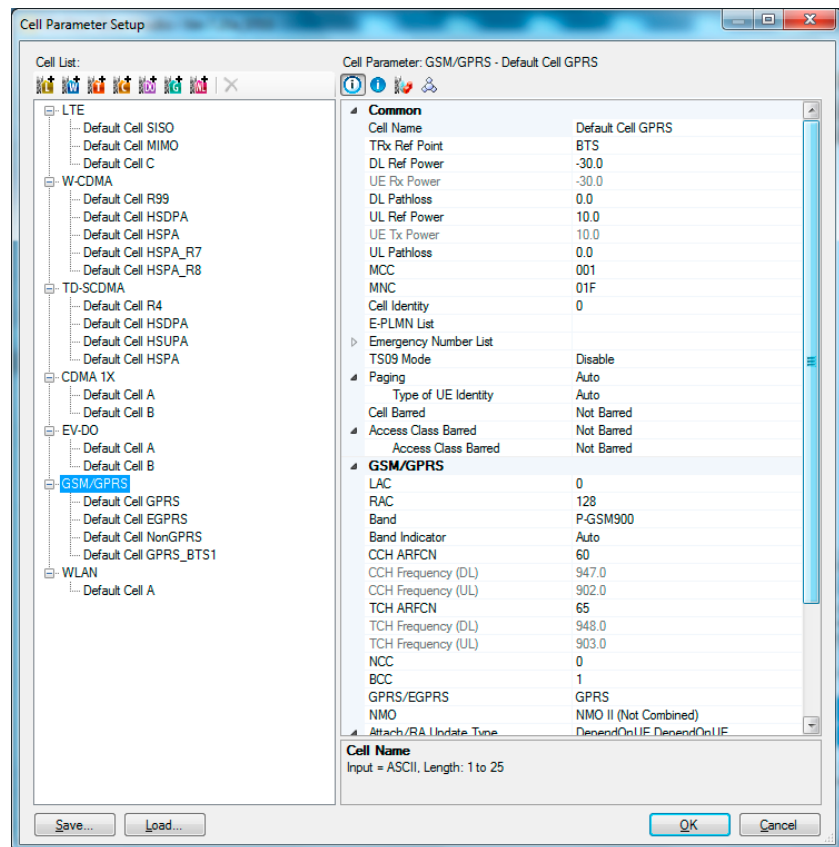 Cell Parameter Setup
Cell List:
LTE
Default Cell SISO
Default Cell MIMO
Default Cell C
W-CDMA
Default Cell R99
Default Cell HSDPA
Default Cell HSPA
Default Cell HSPA_R7
Default Cell HSPA_R8
TD-SCDMA
Default Cell R4
Default Cell HSDPA
Default Cell HSUPA
Default Cell HSPA
CDMA 1X
Default Cell A
Default Cell B
EV-DO
Default Cell A
Default Cell B
GSM/GPRS
Default Cell GPRS
Default Cell EGPRS
Default Cell NonGPRS
Default Cell GPRS_BTS1
WLAN
Default Cell A
Cell Parameter: GSM/GPRS - Default Cell GPRS
Common
Cell Name Default Cell GPRS
TRx Ref Point BTS
DL Ref Power -30.0
UE Rx Power -30.0
DL Pathloss 0.0
UL Ref Power 10.0
UE Tx Power 10.0
UL Pathloss 0.0
MCC 001
MNC 01F
Cell Identity 0
E-PLMN List
Emergency Number List
TS09 Mode Disable
Paging Auto
Type of UE Identity Auto
Cell Barred Not Barred
Access Class Barred Not Barred
Access Class Barred Not Barred
GSM/GPRS
LAC 0
RAC 128
Band P-GSM900
Band Indicator Auto
CCH ARFCN 60
CCH Frequency (DL) 947.0
CCH Frequency (UL) 902.0
TCH ARFCN 65
TCH Frequency (DL) 948.0
TCH Frequency (UL) 903.0
NCC 0
BCC 1
GPRS/EGPRS GPRS
NMO NMO II (Not Combined)
Attach/RA Update Type DependOnUE DependOnUE
Cell Name
Input = ASCII, Length: 1 to 25
Save... Load... OK Cancel